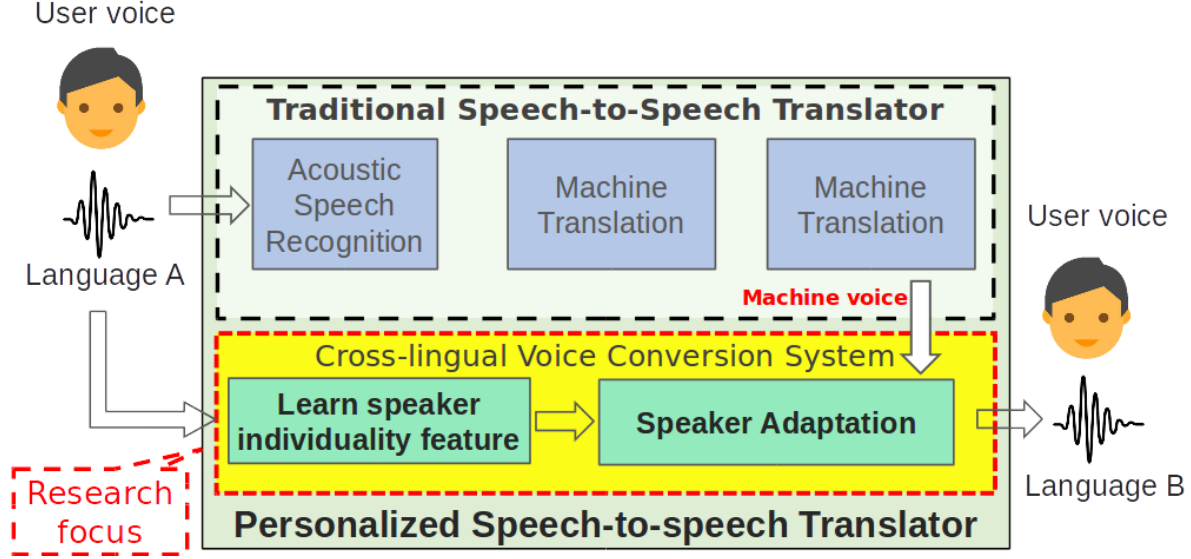 User voice
Traditional Speech-to-Speech Translator
Acoustic
Speech
Recognition
Machine
Translation
Machine
Translation
Language A
Machine voice
User voice
Cross-lingual Voice Conversion System
Learn speaker
individuality feature
Speaker Adaptation
Language B
Research
focus
Personalized Speech-to-speech Translator